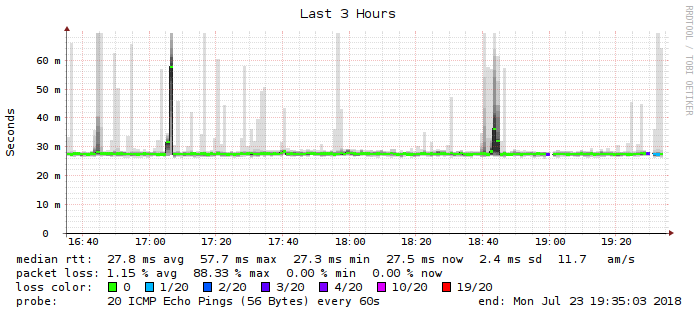 Last 3 Hours
RRDTOOL / TOBI OETIKER
Seconds
60 m
50 m
40 m
30 m
20 m
10 m
0
16:40 17:00 17:20 17:40 18:00 18:20 18:40 19:00 19:20
median rtt: 27.8 ms avg 57.7 ms max 27.3 ms min 27.5 ms now 2.4 ms sd 11.7 am/s
packet loss: 1.15 % avg 88.33 % max 0.00 % min 0.00 % now
loss color: 0 1/20 2/20 3/20 4/20 10/20 19/20
probe: 20 ICMP Echo Pings (56 Bytes) every 60s end: Mon Jul 23 19:35:03 2018